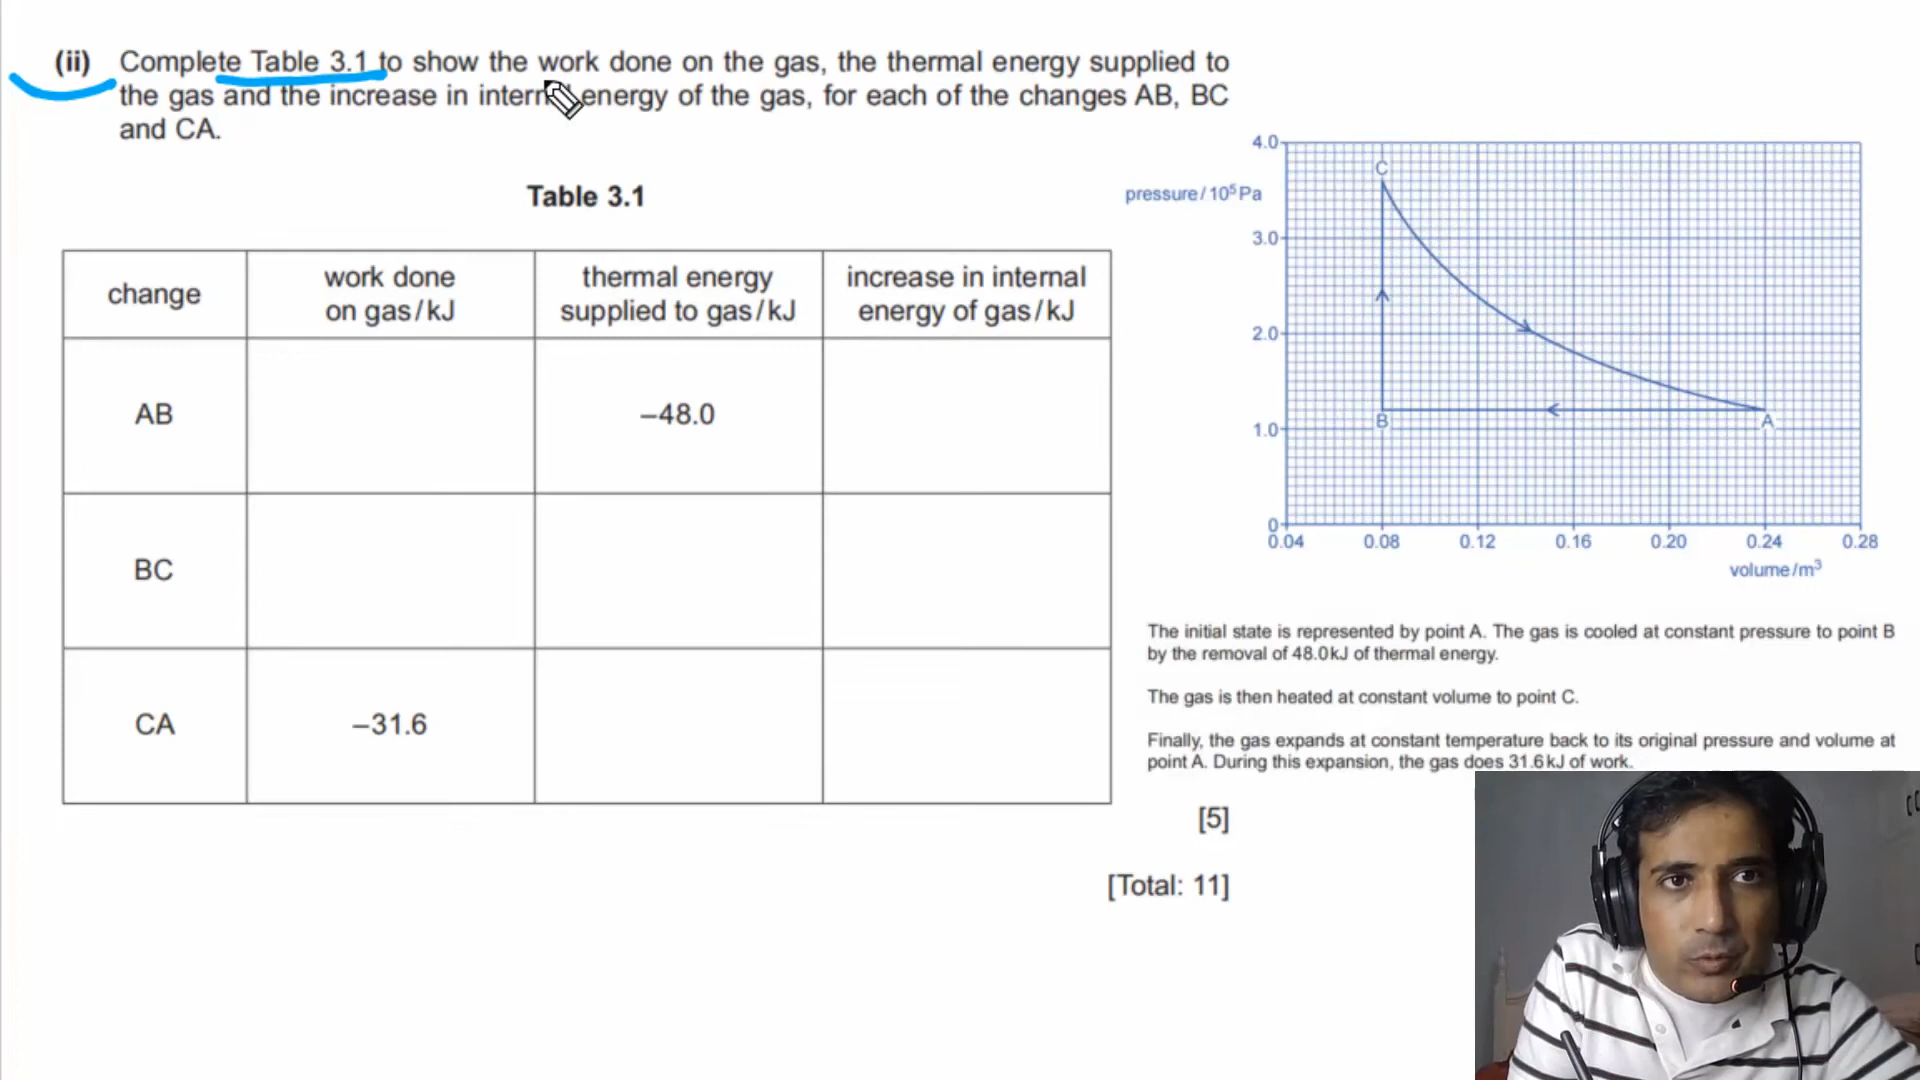 (ii) Complete Table 3.1 to show the work done on the gas, the thermal energy supplied to
the gas and the increase in internal energy of the gas, for each of the changes AB, BC
and CA.
Table 3.1
change
work done
on gas/kJ
thermal energy
supplied to gas/kJ
increase in internal
energy of gas/kJ
AB
–48.0
BC
CA
–31.6
pressure/10⁵Pa
4.0
3.0
2.0
1.0
0
C
B
A
0.04 0.08 0.12 0.16 0.20 0.24 0.28
volume/m³
The initial state is represented by point A. The gas is cooled at constant pressure to point B
by the removal of 48.0kJ of thermal energy.
The gas is then heated at constant volume to point C.
Finally, the gas expands at constant temperature back to its original pressure and volume at
point A. During this expansion, the gas does 31.6kJ of work.
[5]
[Total: 11]